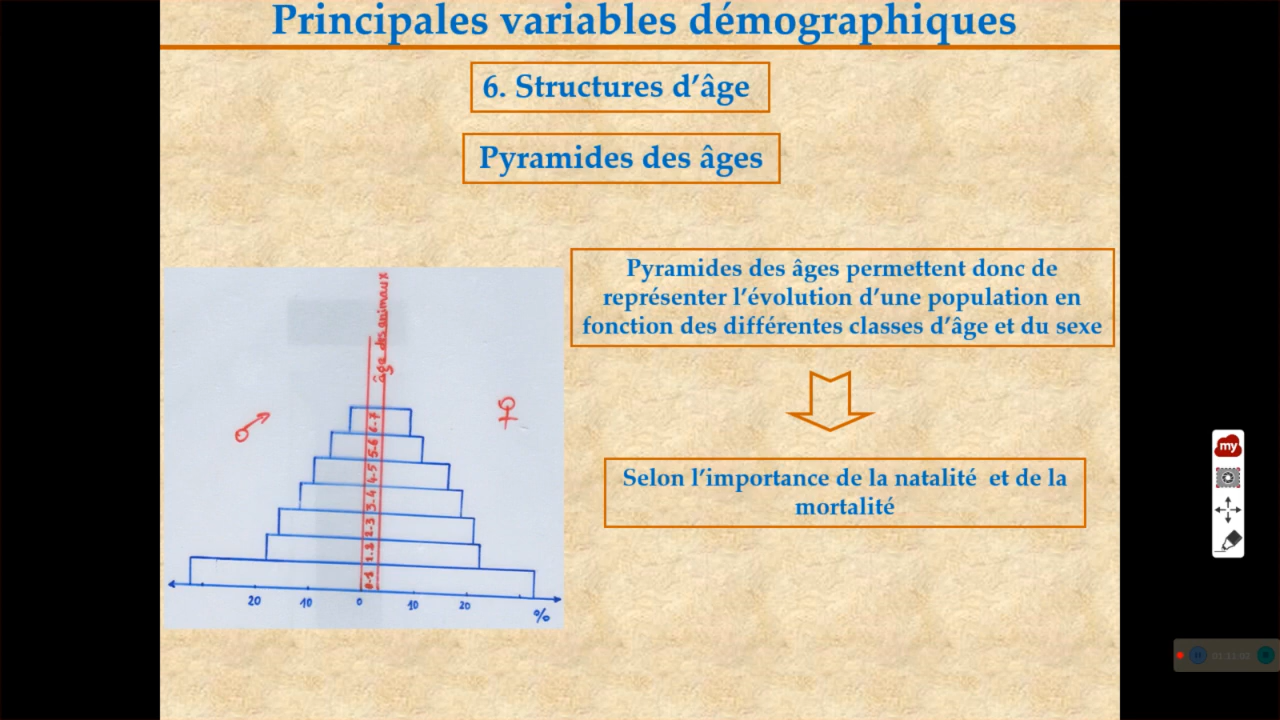 Principales variables démographiques
6. Structures d’âge
Pyramides des âges
Pyramides des âges permettent donc de
représenter l’évolution d’une population en
fonction des différentes classes d’âge et du sexe
Selon l’importance de la natalité et de la
mortalité
âge des animaux
6-7
5-6
4-5
3-4
2-3
1-2
0-1
20 10 0 10 20
%
my